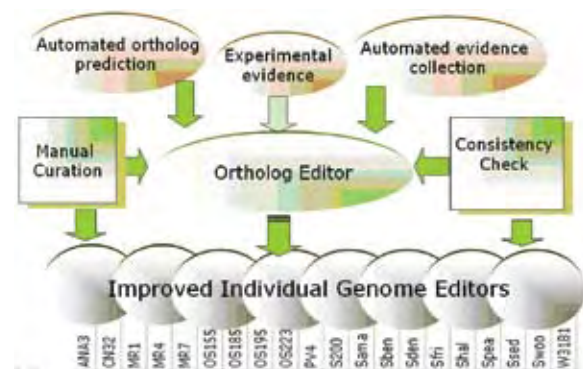 Automated ortholog
prediction
Experimental
evidence
Automated evidence
collection
Manual
Curation
Ortholog Editor
Consistency
Check
Improved Individual Genome Editors
ANA3
CN32
MR1
MR4
MR7
OS155
OS185
OS195
OS223
PV4
S200
Sama
Sben
Sden
Sfri
Shal
Spea
Ssed
Swoo
W3181